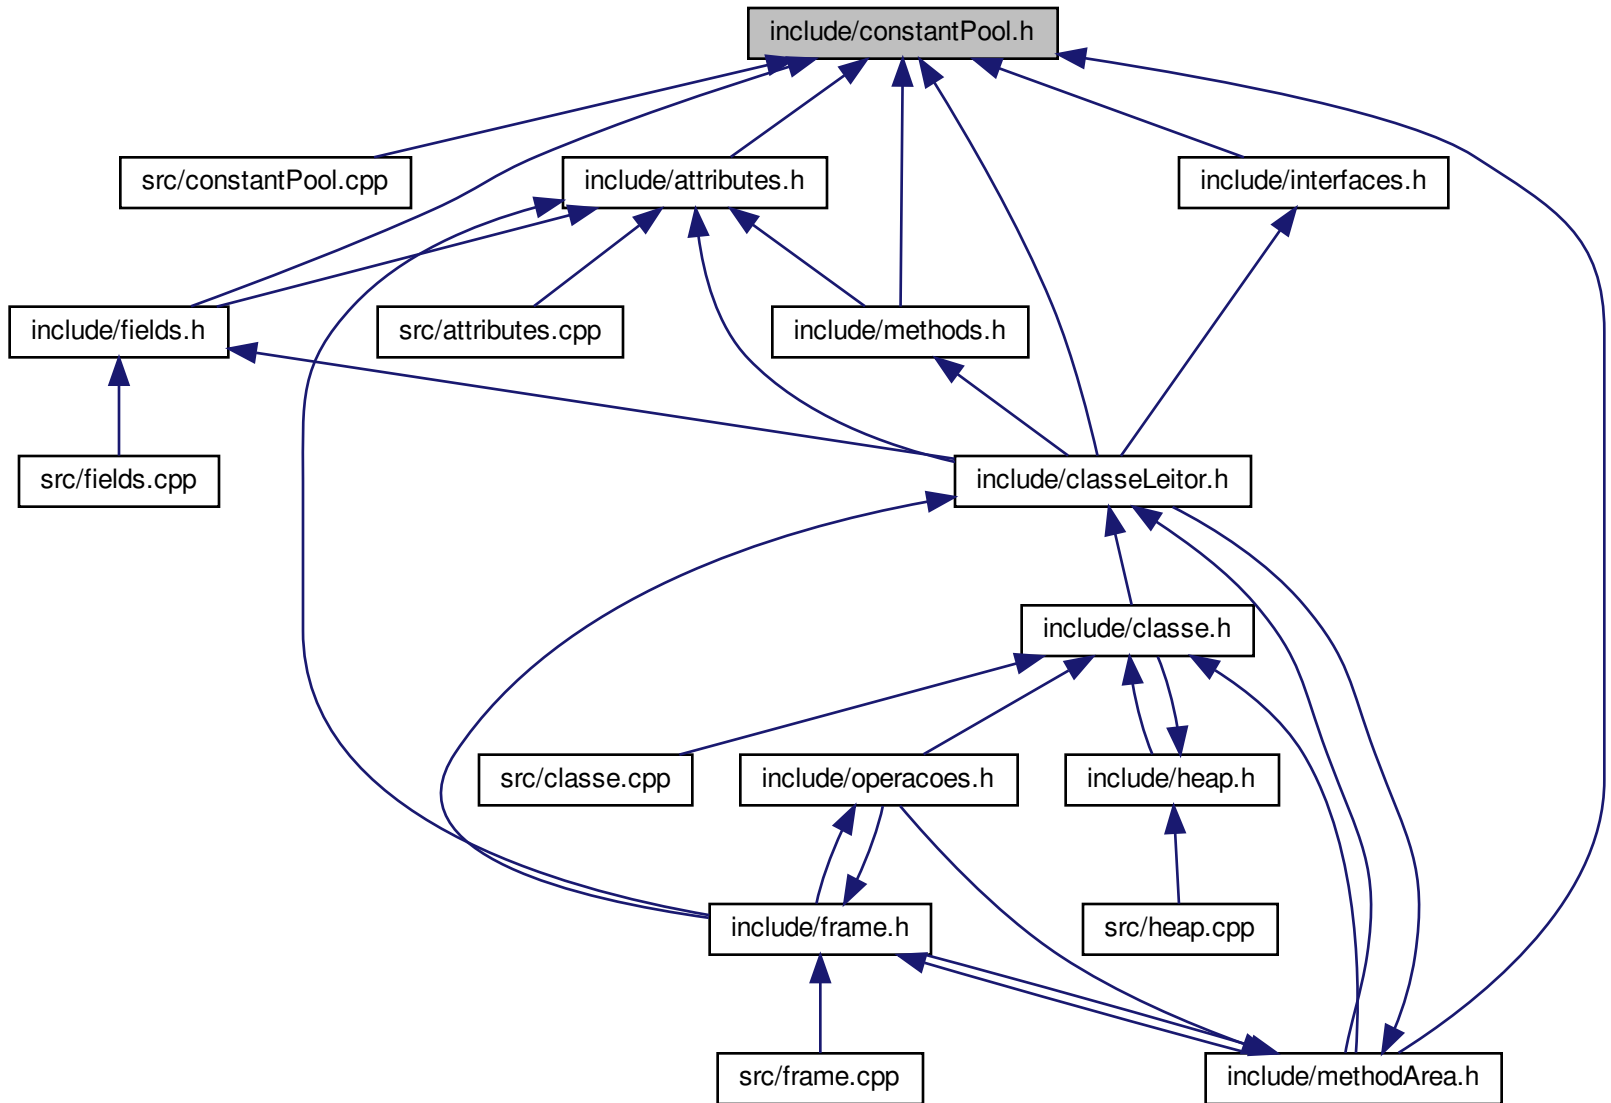 include/constantPool.h
src/constantPool.cpp
include/attributes.h
include/interfaces.h
include/fields.h
src/attributes.cpp
include/methods.h
src/fields.cpp
include/classeLeitor.h
include/classe.h
src/classe.cpp
include/operacoes.h
include/heap.h
include/frame.h
src/heap.cpp
src/frame.cpp
include/methodArea.h